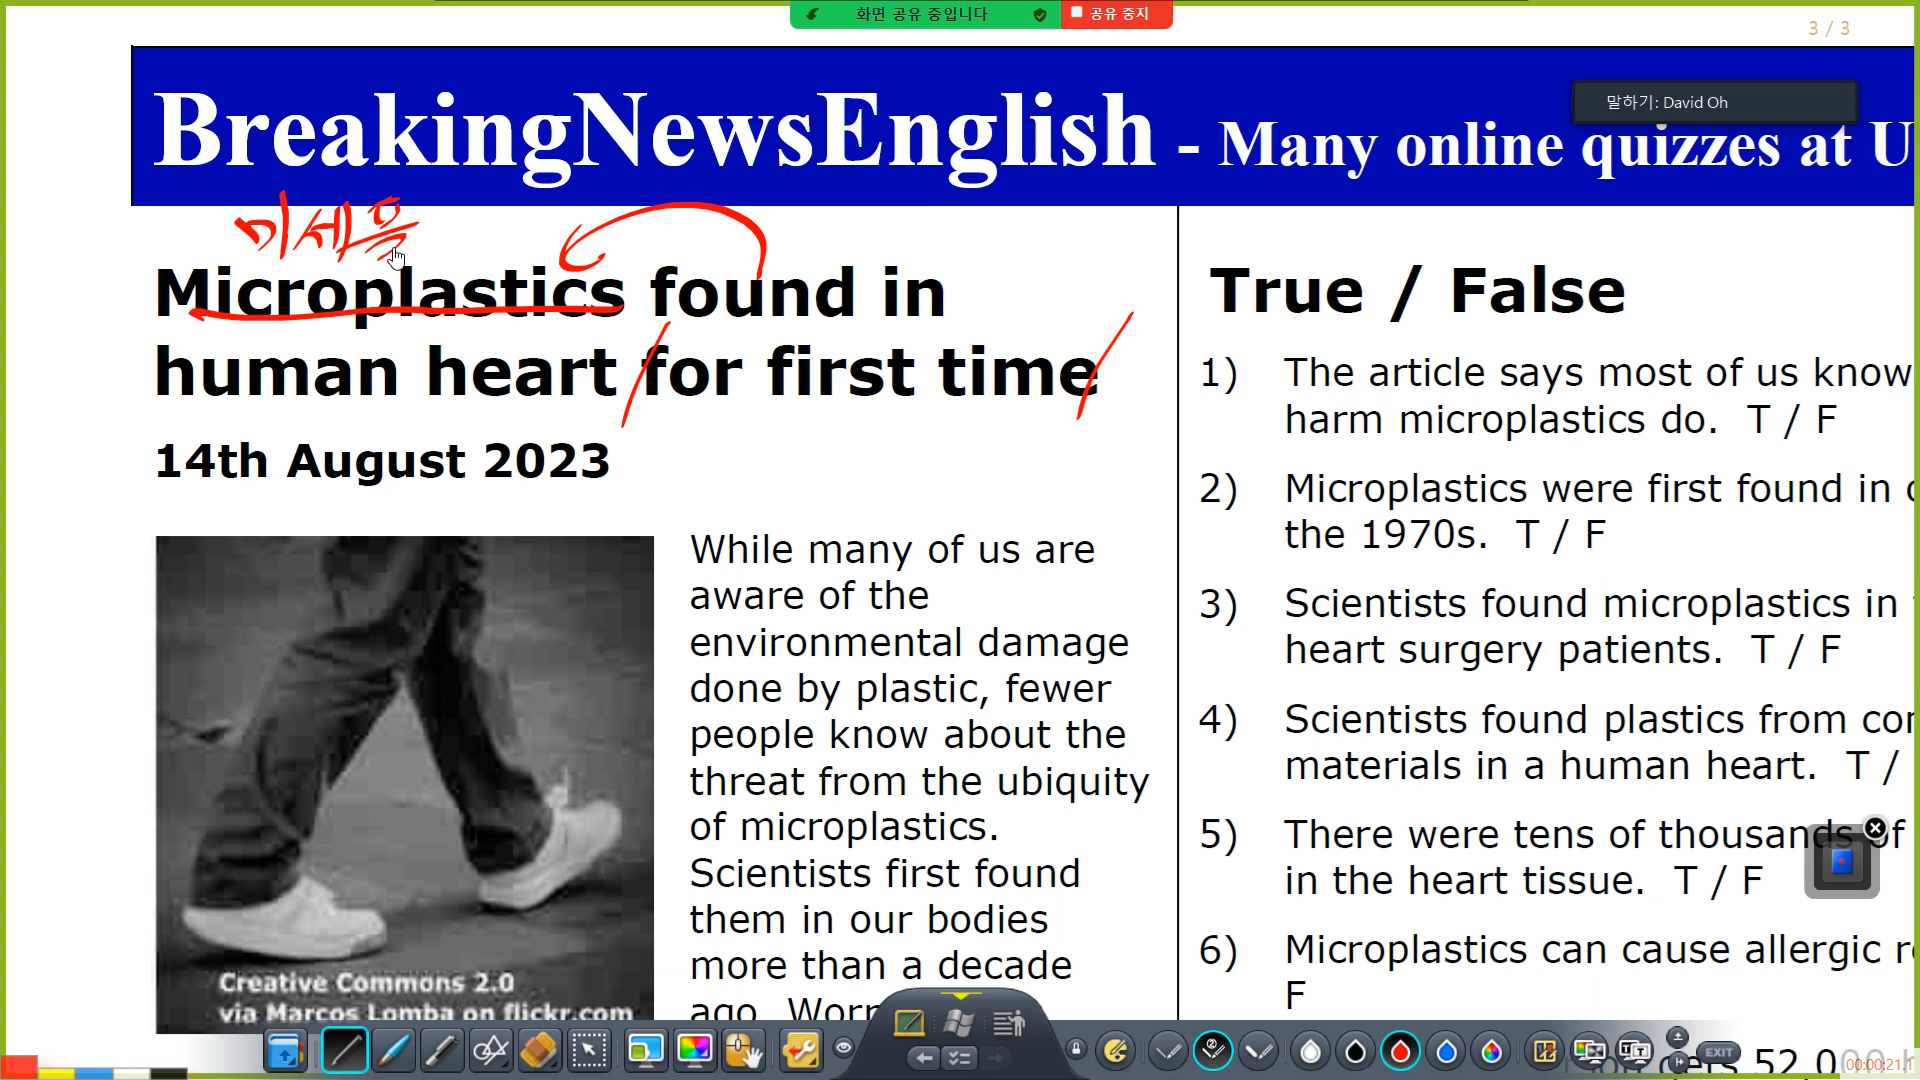 화면 공유 중입니다
공유 중지
3 / 3
말하기: David Oh
BreakingNewsEnglish - Many online quizzes at U
미세플
Microplastics found in
human heart for first time
14th August 2023
Creative Commons 2.0
via Marcos Lomba on flickr.com
While many of us are
aware of the
environmental damage
done by plastic, fewer
people know about the
threat from the ubiquity
of microplastics.
Scientists first found
them in our bodies
more than a decade
ago.
True / False
1) The article says most of us know
harm microplastics do. T / F
2) Microplastics were first found in
the 1970s. T / F
3) Scientists found microplastics in
heart surgery patients. T / F
4) Scientists found plastics from
materials in a human heart. T /
5) There were tens of thousands of
in the heart tissue. T / F
6) Microplastics can cause allergic
F
EXIT